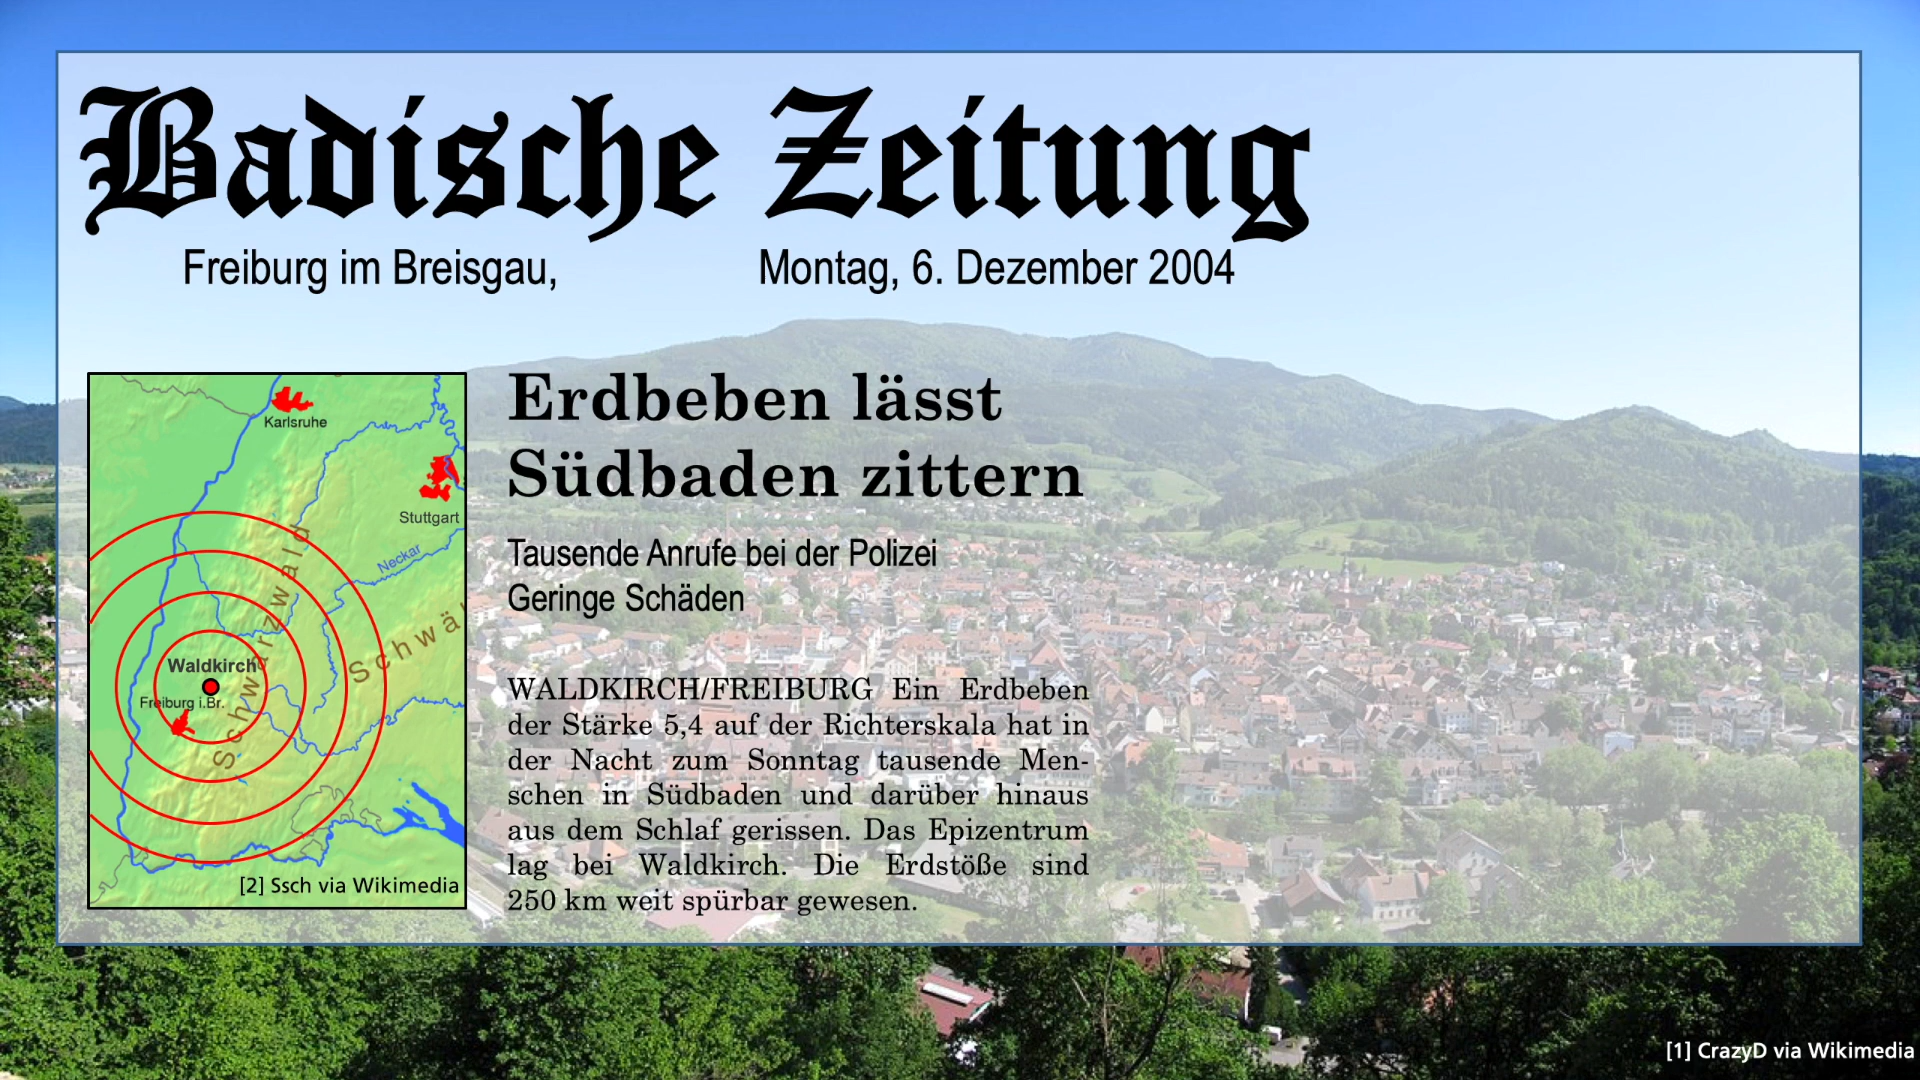 Badische Zeitung
Freiburg im Breisgau, Montag, 6. Dezember 2004
Erdbeben lässt
Südbaden zittern
Tausende Anrufe bei der Polizei
Geringe Schäden
WALDKIRCH/FREIBURG Ein Erdbeben
der Stärke 5,4 auf der Richterskala hat in
der Nacht zum Sonntag tausende Men-
schen in Südbaden und darüber hinaus
aus dem Schlaf gerissen. Das Epizentrum
lag bei Waldkirch. Die Erdstöße sind
250 km weit spürbar gewesen.
Karlsruhe
Stuttgart
Neckar
Schwarzwald
Schwä
Waldkirch
Freiburg i.Br.
[2] Ssch via Wikimedia
[1] CrazyD via Wikimedia